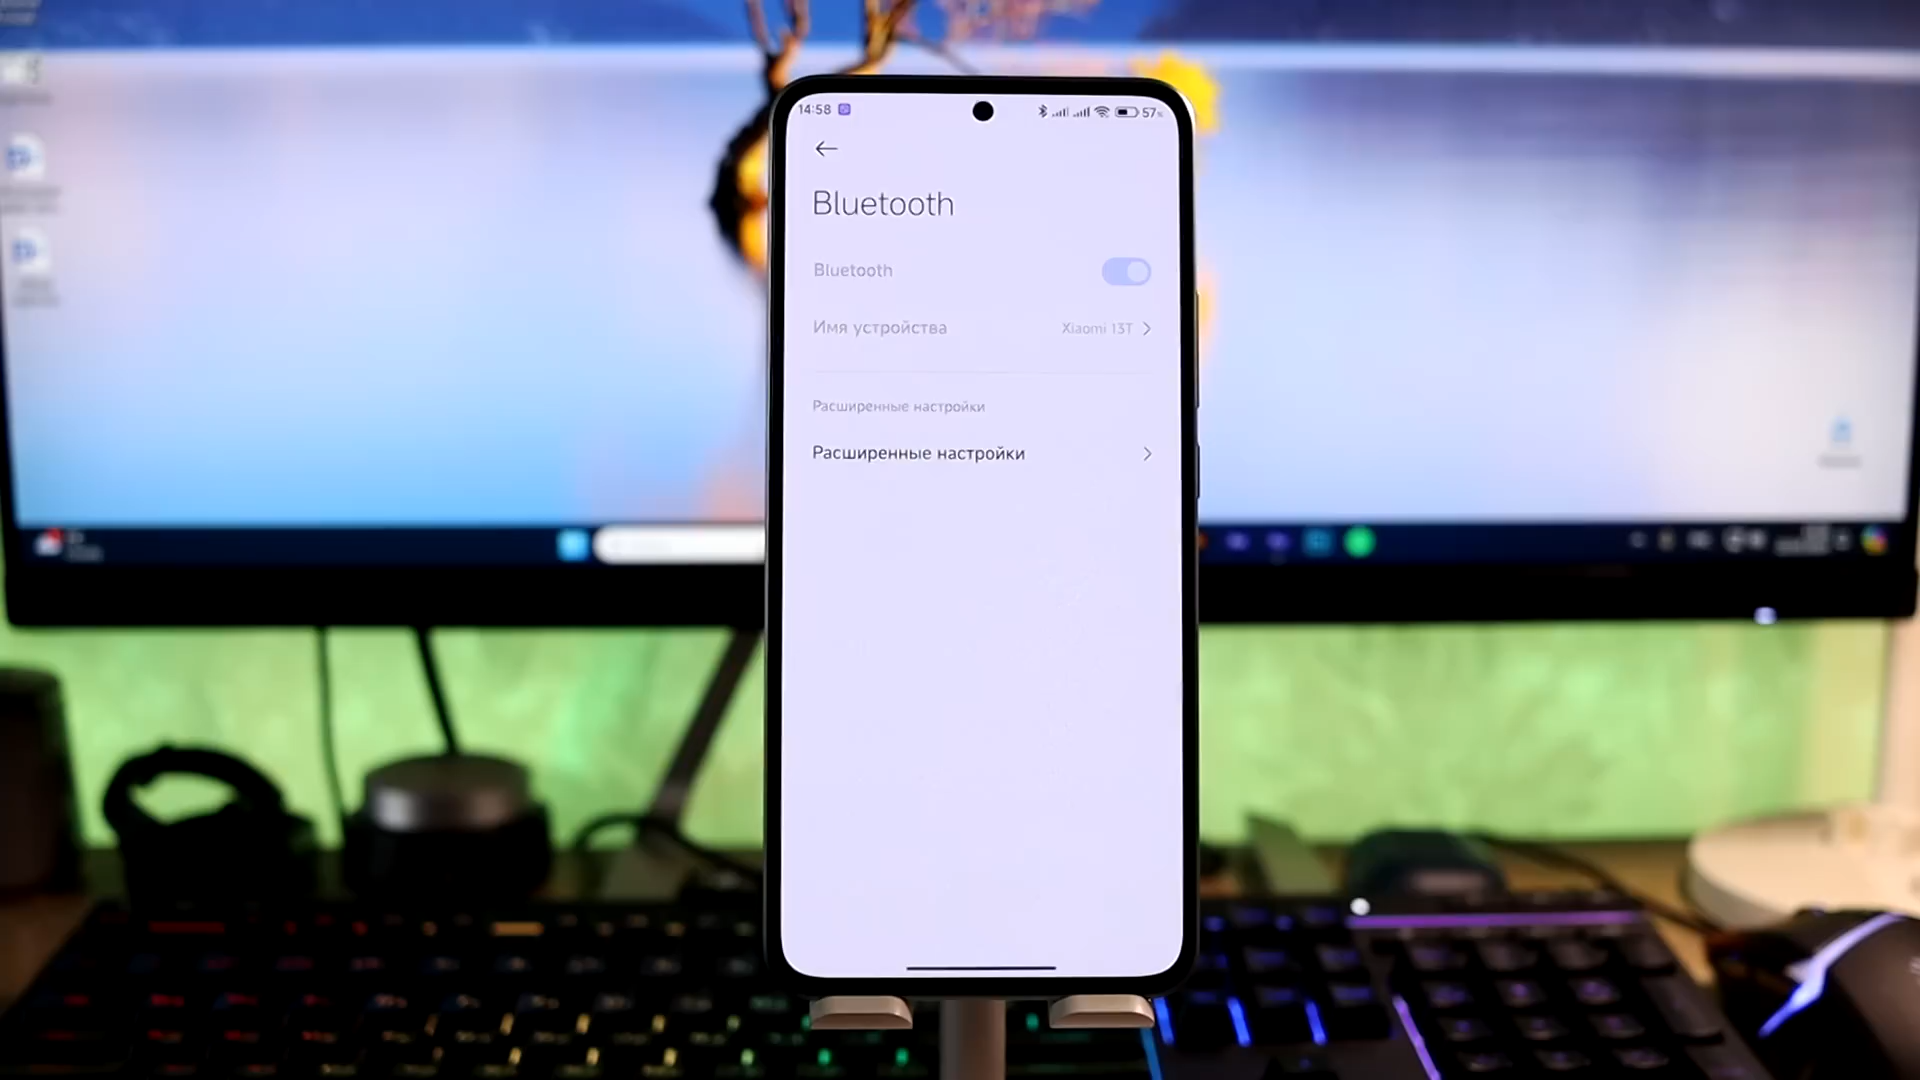 14:58 57%
Bluetooth
Bluetooth
Имя устройства Xiaomi 13T
Расширенные настройки
Расширенные настройки